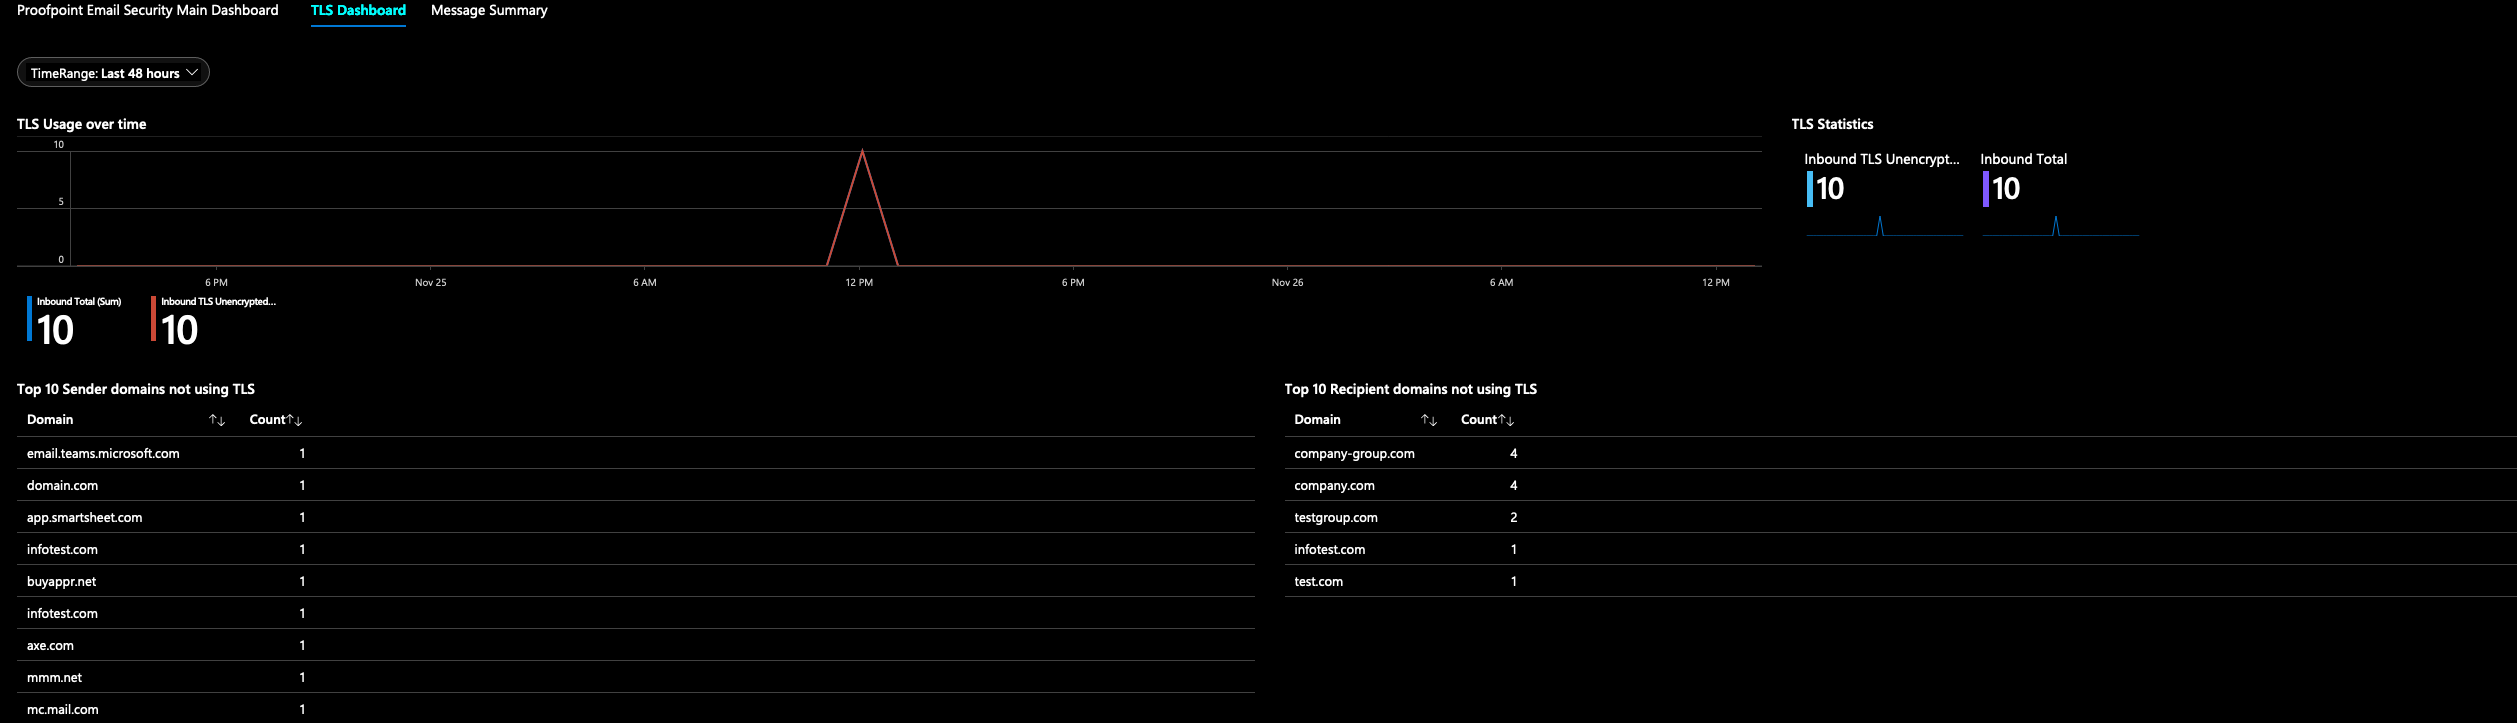 Proofpoint Email Security Main Dashboard TLS Dashboard Message Summary
TimeRange: Last 48 hours
TLS Usage over time
10
5
0
6 PM Nov 25 6 AM 12 PM 6 PM Nov 26 6 AM 12 PM
Inbound Total (Sum)
10
Inbound TLS Unencrypted...
10
TLS Statistics
Inbound TLS Unencrypt...
10
Inbound Total
10
Top 10 Sender domains not using TLS
Domain Count
email.teams.microsoft.com 1
domain.com 1
app.smartsheet.com 1
infotest.com 1
buyappr.net 1
infotest.com 1
axe.com 1
mmm.net 1
mc.mail.com 1
Top 10 Recipient domains not using TLS
Domain Count
company-group.com 4
company.com 4
testgroup.com 2
infotest.com 1
test.com 1